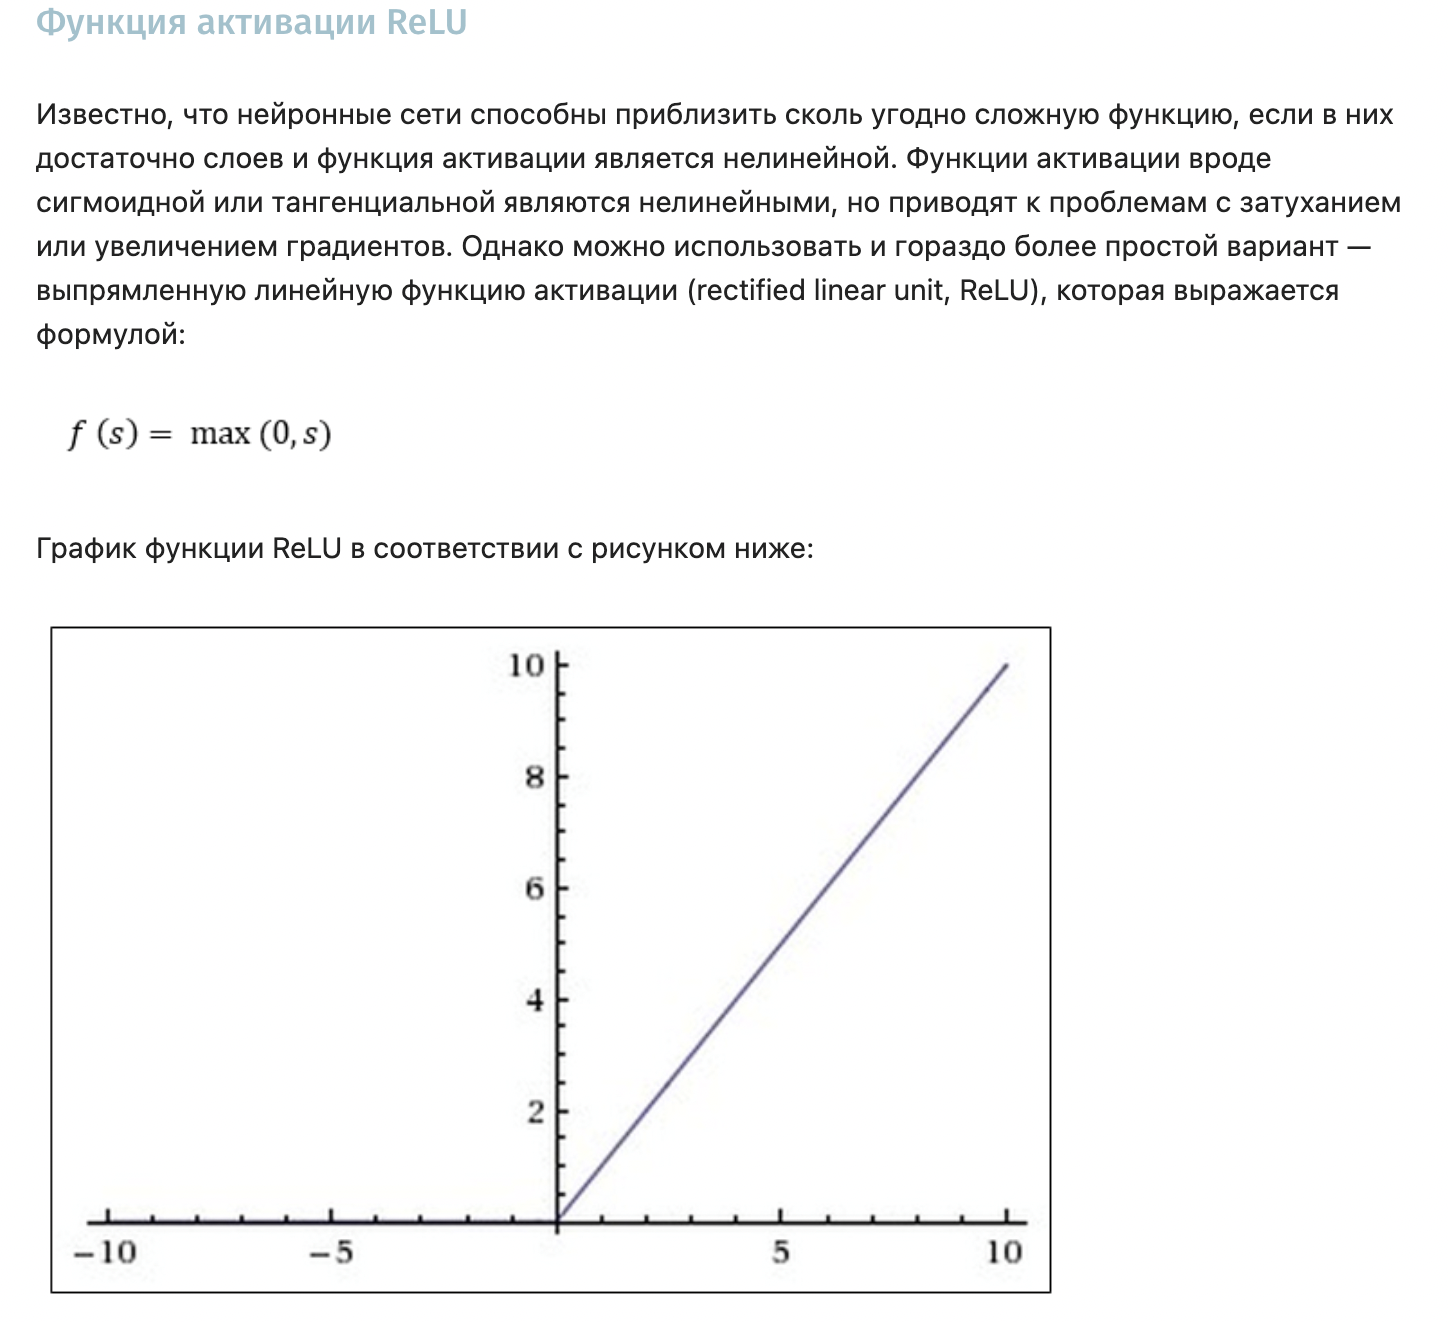 Функция активации ReLU
Известно, что нейронные сети способны приблизить сколь угодно сложную функцию, если в них
достаточно слоев и функция активации является нелинейной. Функции активации вроде
сигмоидной или тангенциальной являются нелинейными, но приводят к проблемам с затуханием
или увеличением градиентов. Однако можно использовать и гораздо более простой вариант —
выпрямленную линейную функцию активации (rectified linear unit, ReLU), которая выражается
формулой:
f (s) = max (0, s)
График функции ReLU в соответствии с рисунком ниже:
10
8
6
4
2
−10 −5 5 10